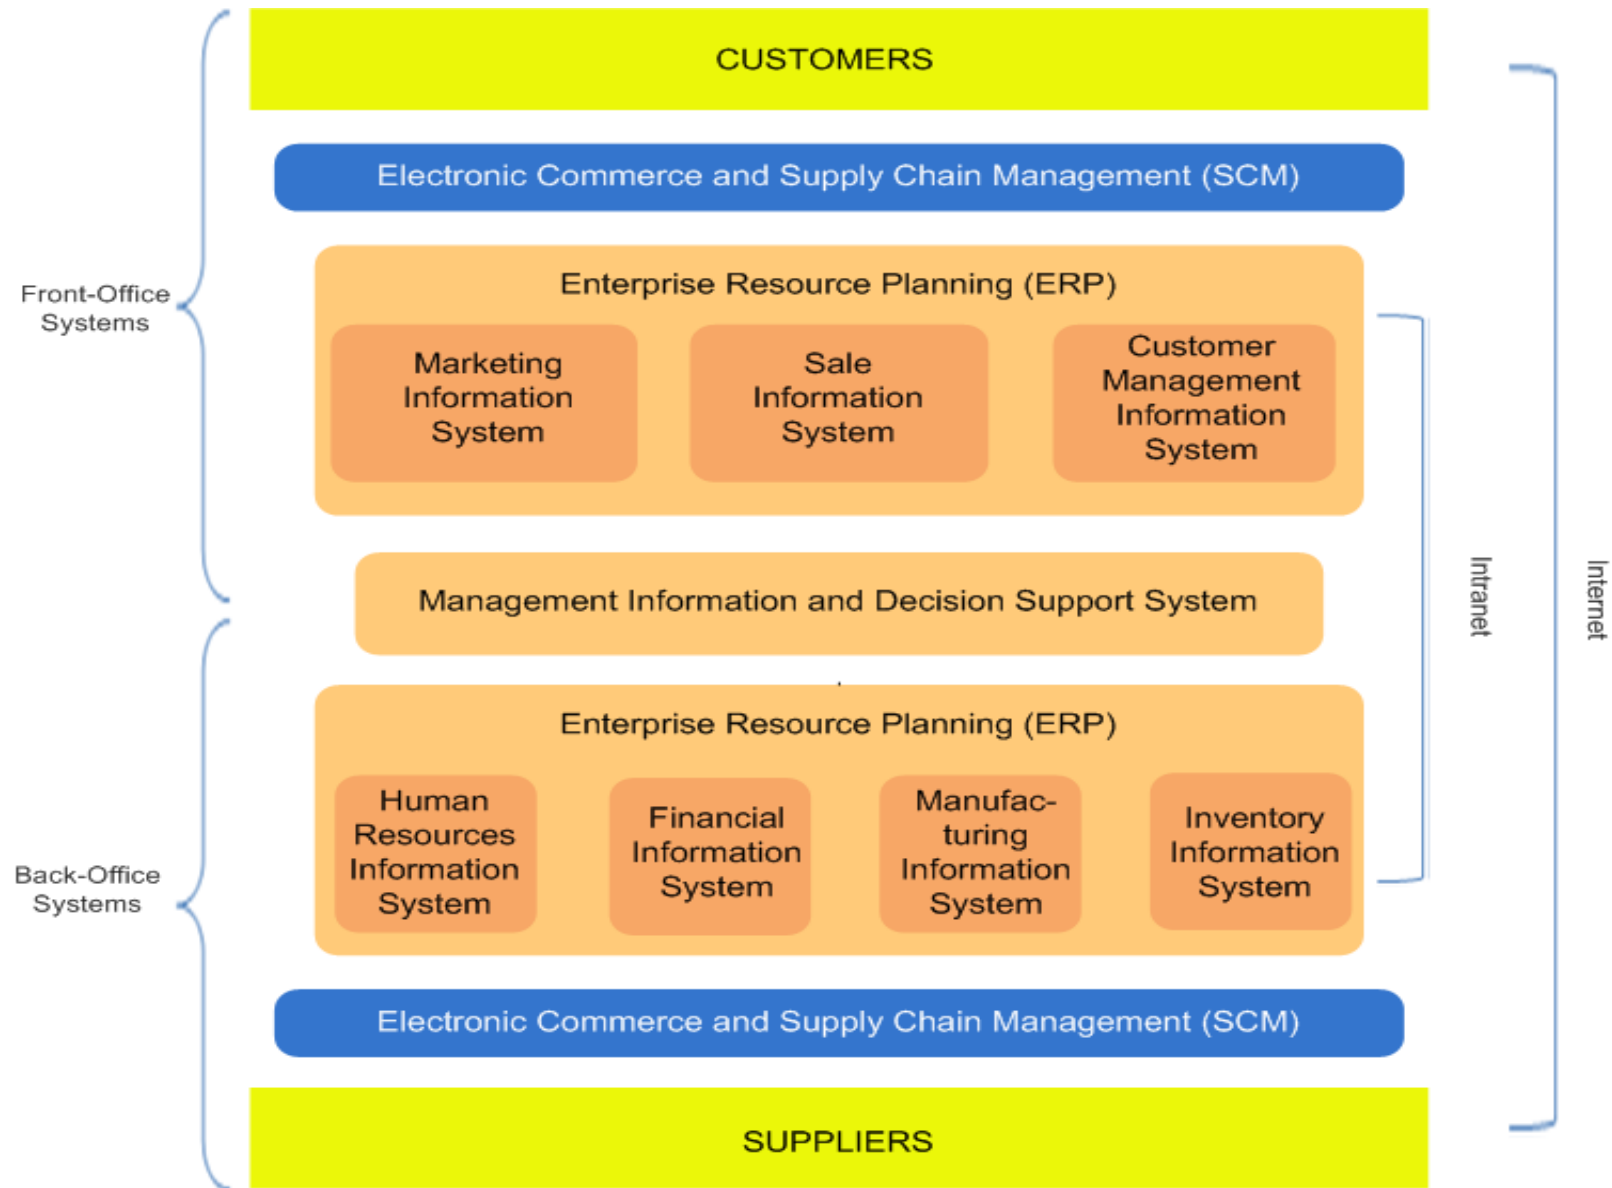 CUSTOMERS
Electronic Commerce and Supply Chain Management (SCM)
Front-Office
Systems
Enterprise Resource Planning (ERP)
Marketing
Information
System
Sale
Information
System
Customer
Management
Information
System
Management Information and Decision Support System
Intranet
Internet
Back-Office
Systems
Enterprise Resource Planning (ERP)
Human
Resources
Information
System
Financial
Information
System
Manufac-
turing
Information
System
Inventory
Information
System
Electronic Commerce and Supply Chain Management (SCM)
SUPPLIERS